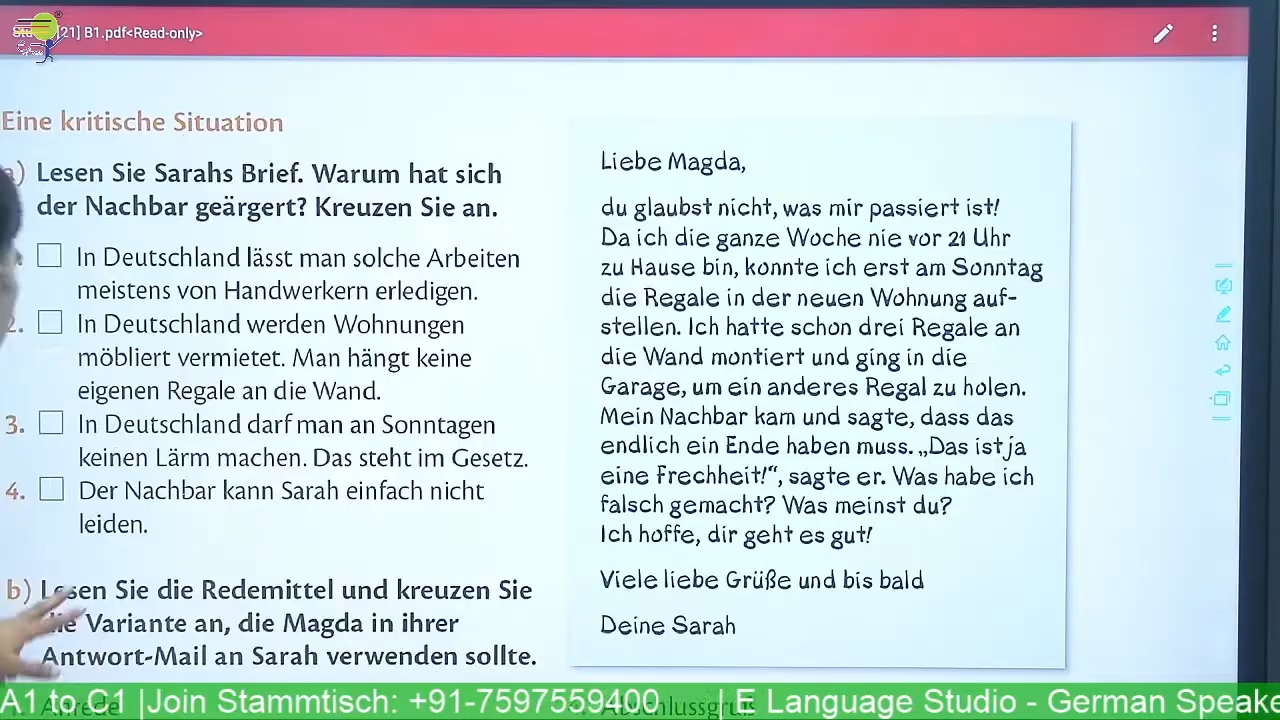 [21] B1.pdf<Read-only>
Eine kritische Situation
a) Lesen Sie Sarahs Brief. Warum hat sich
der Nachbar geärgert? Kreuzen Sie an.
In Deutschland lässt man solche Arbeiten
meistens von Handwerkern erledigen.
2. In Deutschland werden Wohnungen
möbliert vermietet. Man hängt keine
eigenen Regale an die Wand.
3. In Deutschland darf man an Sonntagen
keinen Lärm machen. Das steht im Gesetz.
4. Der Nachbar kann Sarah einfach nicht
leiden.
b) Lesen Sie die Redemittel und kreuzen Sie
die Variante an, die Magda in ihrer
Antwort-Mail an Sarah verwenden sollte.
Liebe Magda,
du glaubst nicht, was mir passiert ist!
Da ich die ganze Woche nie vor 21 Uhr
zu Hause bin, konnte ich erst am Sonntag
die Regale in der neuen Wohnung auf-
stellen. Ich hatte schon drei Regale an
die Wand montiert und ging in die
Garage, um ein anderes Regal zu holen.
Mein Nachbar kam und sagte, dass das
endlich ein Ende haben muss. „Das ist ja
eine Frechheit!“, sagte er. Was habe ich
falsch gemacht? Was meinst du?
Ich hoffe, dir geht es gut!
Viele liebe Grüße und bis bald
Deine Sarah
Anrede
Abschlussgruß
A1 to C1 |Join Stammtisch: +91-7597559400 | E Language Studio - German Speake